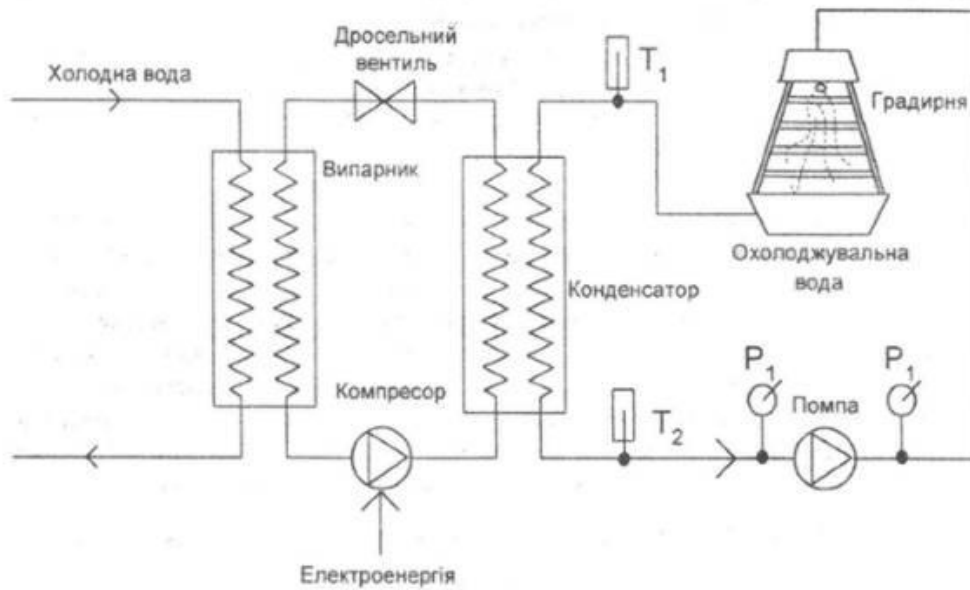 Дросельний
вентиль
T1
Холодна вода
Градирня
Випарник
Охолоджувальна
вода
Конденсатор
P1
P1
Компресор
Помпа
T2
Електроенергія